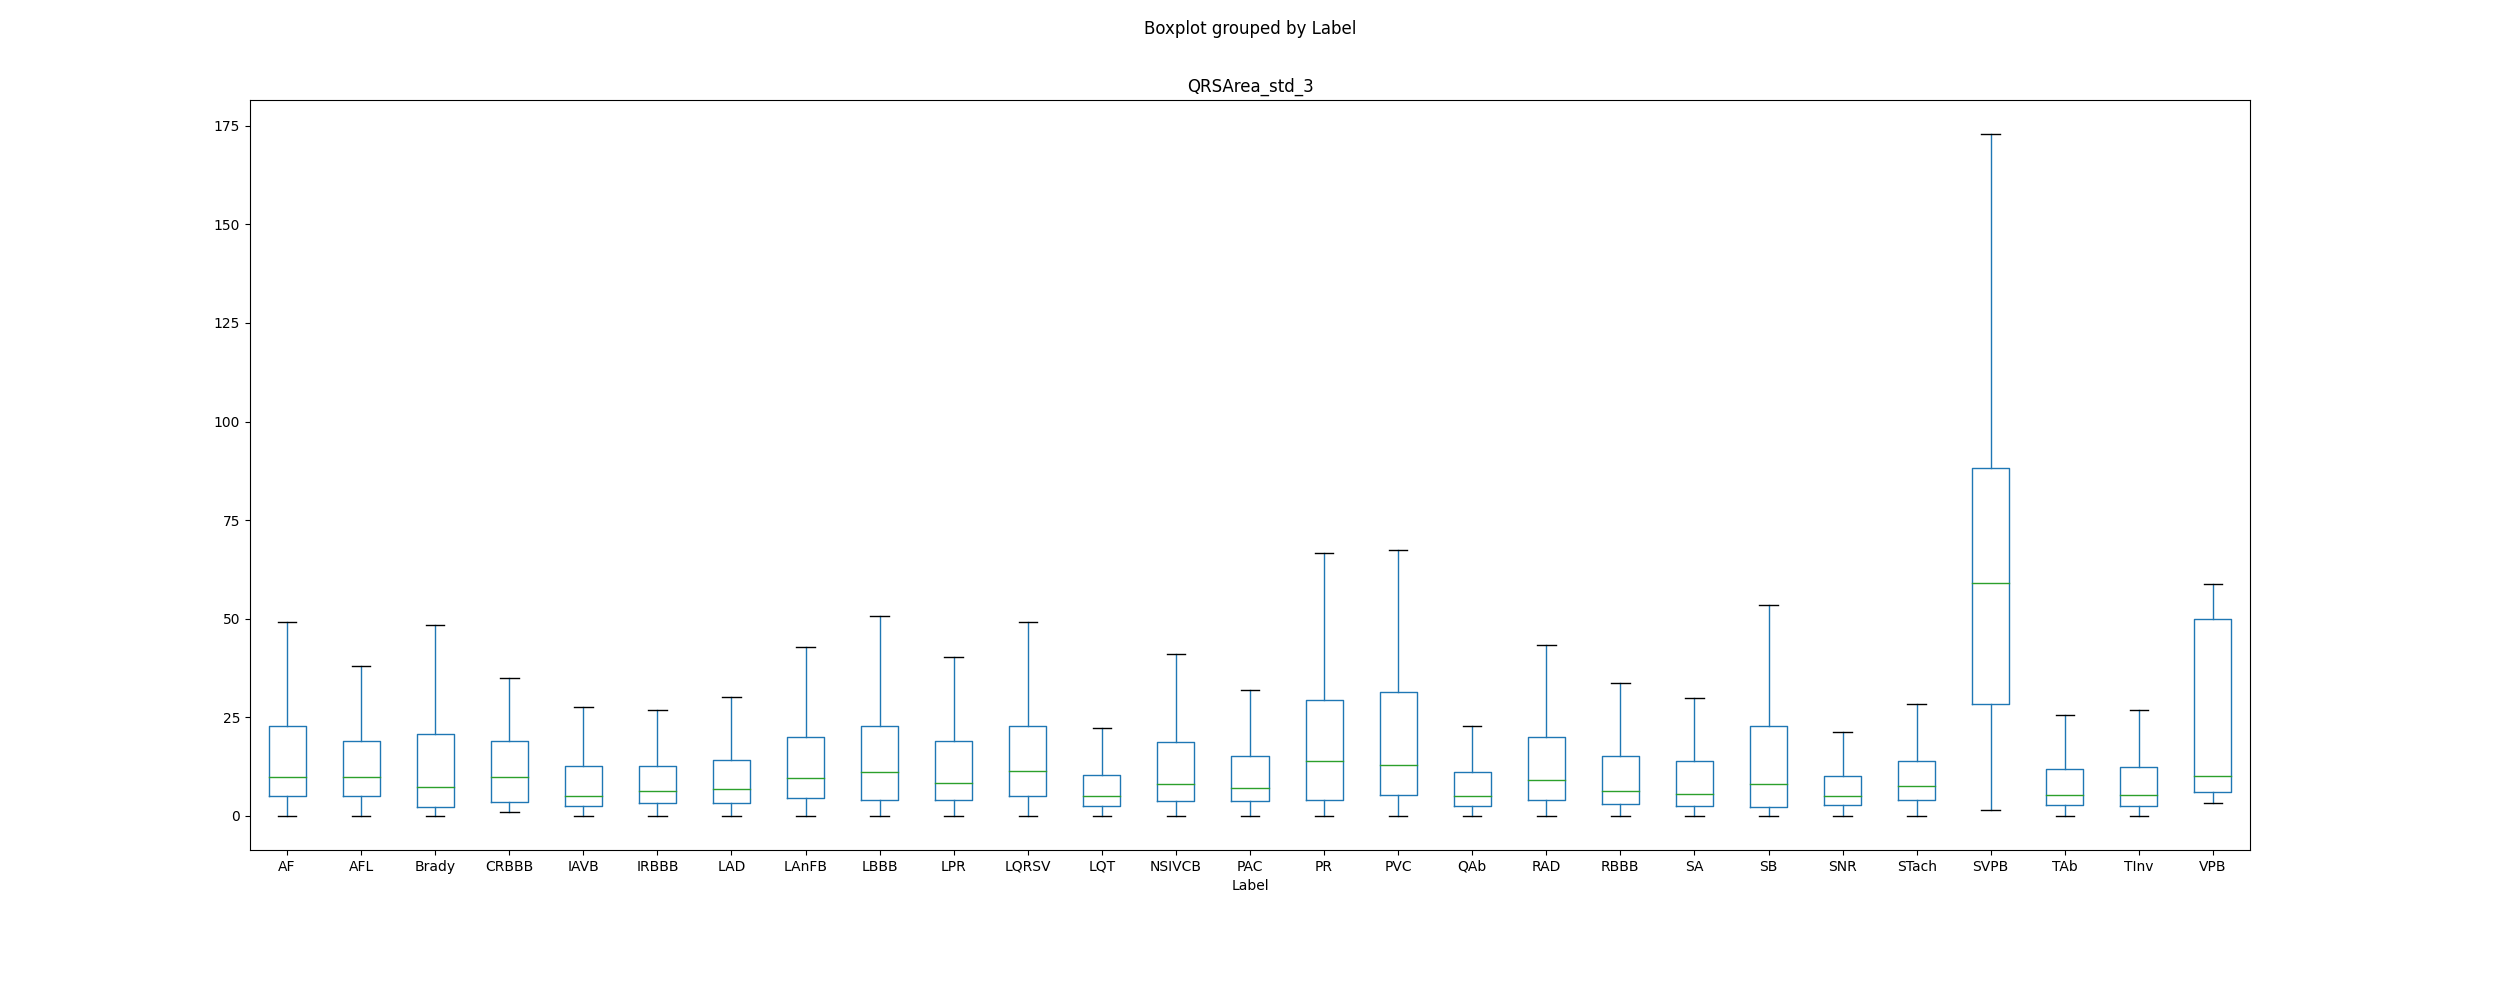 Boxplot grouped by Label
QRSArea_std_3
175
150
125
100
75
50
25
0
AF AFL Brady CRBBB IAVB IRBBB LAD LAnFB LBBB LPR LQRSV LQT NSIVCB PAC PR PVC QAb RAD RBBB SA SB SNR STach SVPB TAb TInv VPB
Label